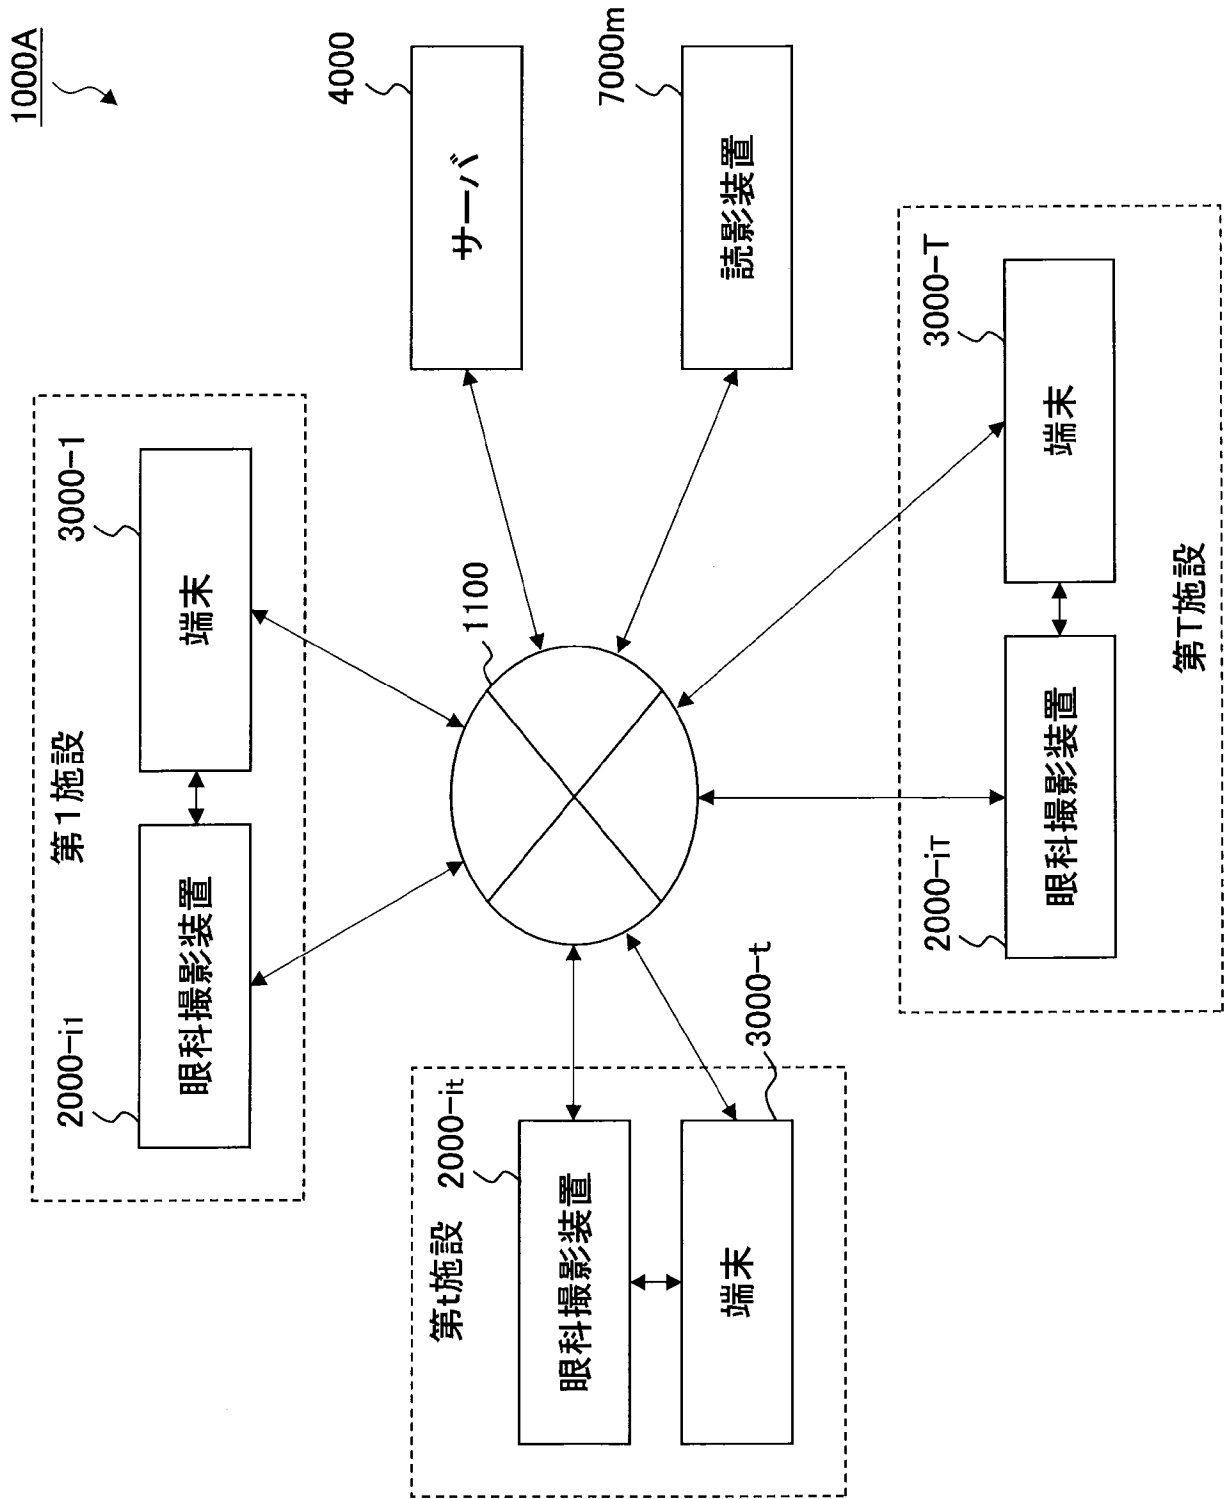 1000A
第1施設
2000-i1
眼科撮影装置
3000-1
端末
4000
サーバ
1100
7000m
読影装置
第t施設
2000-it
眼科撮影装置
3000-t
端末
2000-iT
眼科撮影装置
3000-T
端末
第T施設